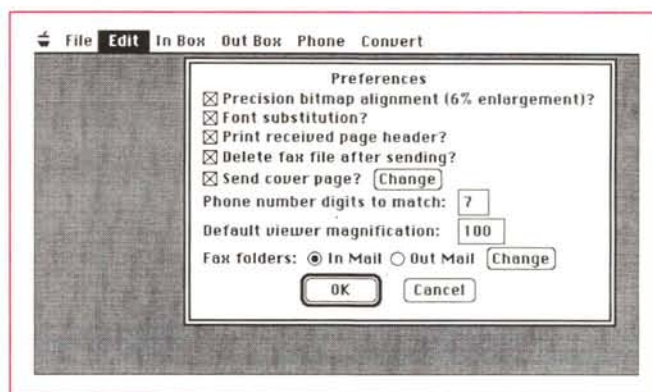 File Edit In Box Out Box Phone Convert
Preferences
Precision bitmap alignment (6% enlargement)?
Font substitution?
Print received page header?
Delete fax file after sending?
Send cover page? Change
Phone number digits to match: 7
Default viewer magnification: 100
Fax folders: In Mail Out Mail Change
OK Cancel